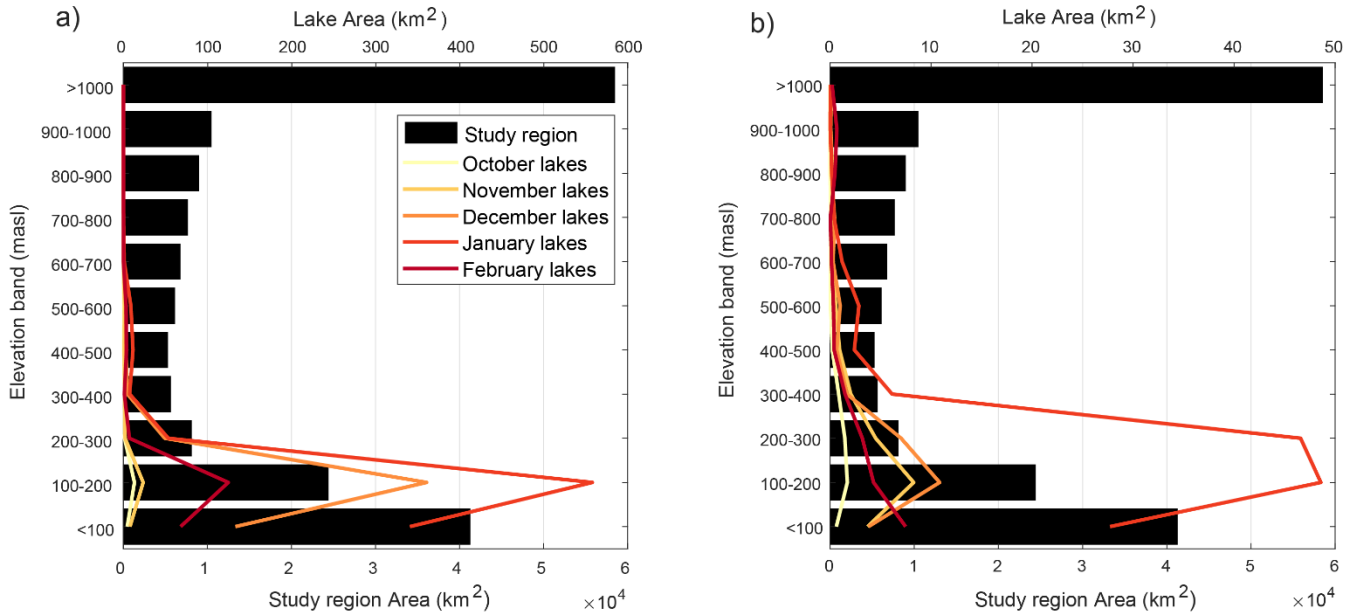 a)
Lake Area (km²)
0 100 200 300 400 500 600
Elevation band (masl)
>1000
900-1000
800-900
700-800
600-700
500-600
400-500
300-400
200-300
100-200
<100
Study region
October lakes
November lakes
December lakes
January lakes
February lakes
0 1 2 3 4 5 6
×10⁴
Study region Area (km²)
b)
Lake Area (km²)
0 10 20 30 40 50
Elevation band (masl)
>1000
900-1000
800-900
700-800
600-700
500-600
400-500
300-400
200-300
100-200
<100
0 1 2 3 4 5 6
×10⁴
Study region Area (km²)